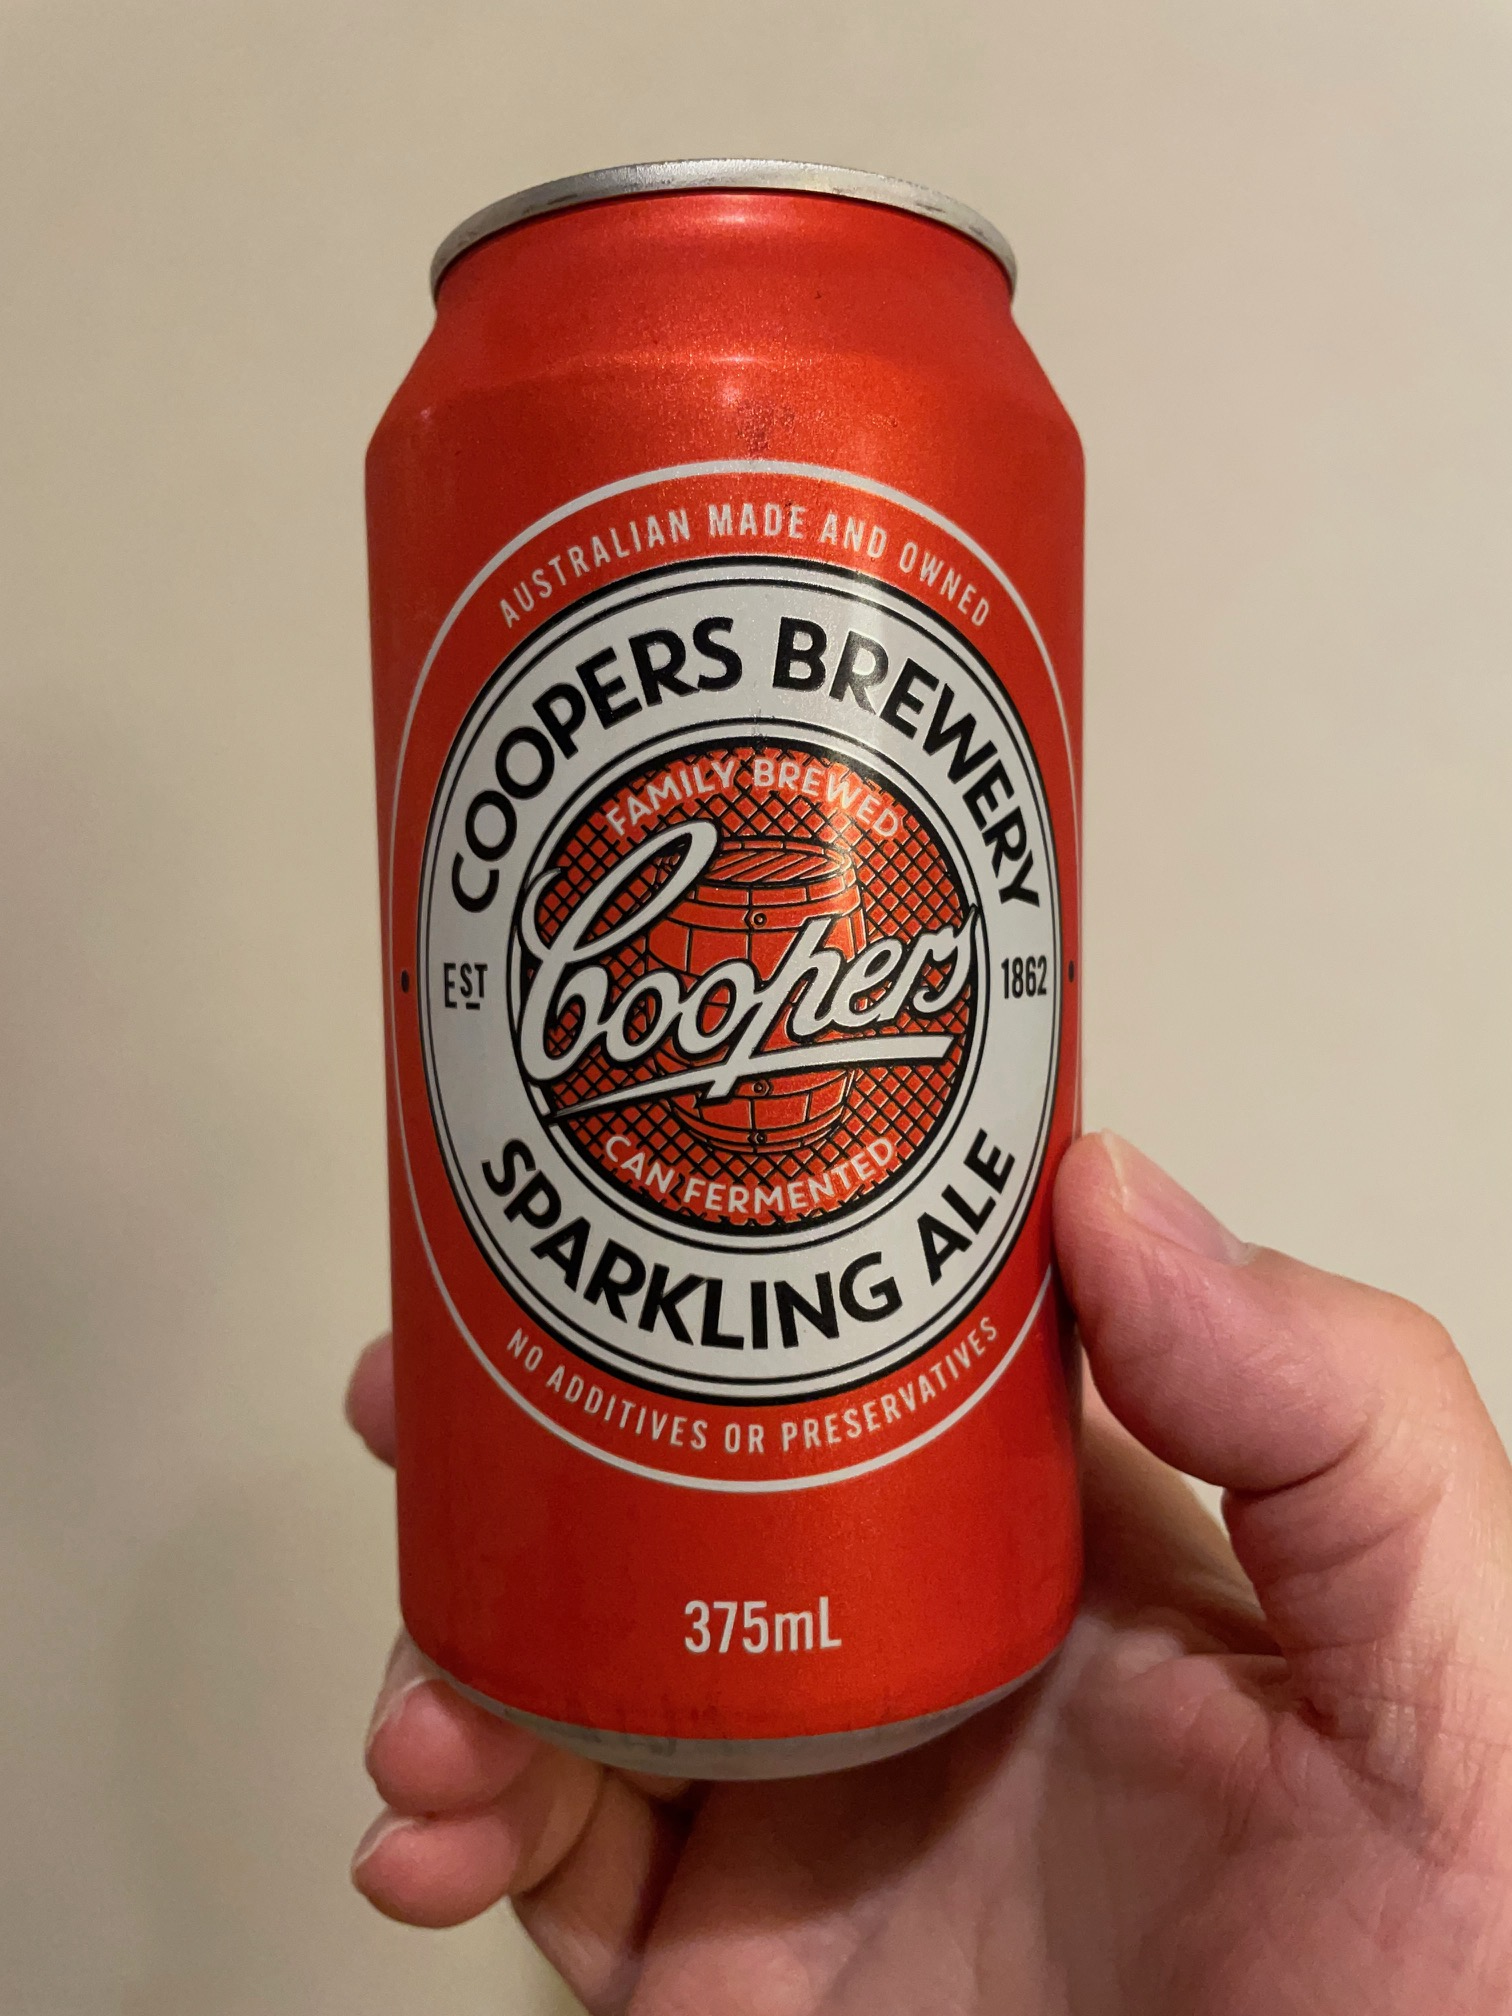 AUSTRALIAN MADE AND OWNED
COOPERS BREWERY
FAMILY BREWED
Coopers
EST 1862
CAN FERMENTED
SPARKLING ALE
NO ADDITIVES OR PRESERVATIVES
375mL